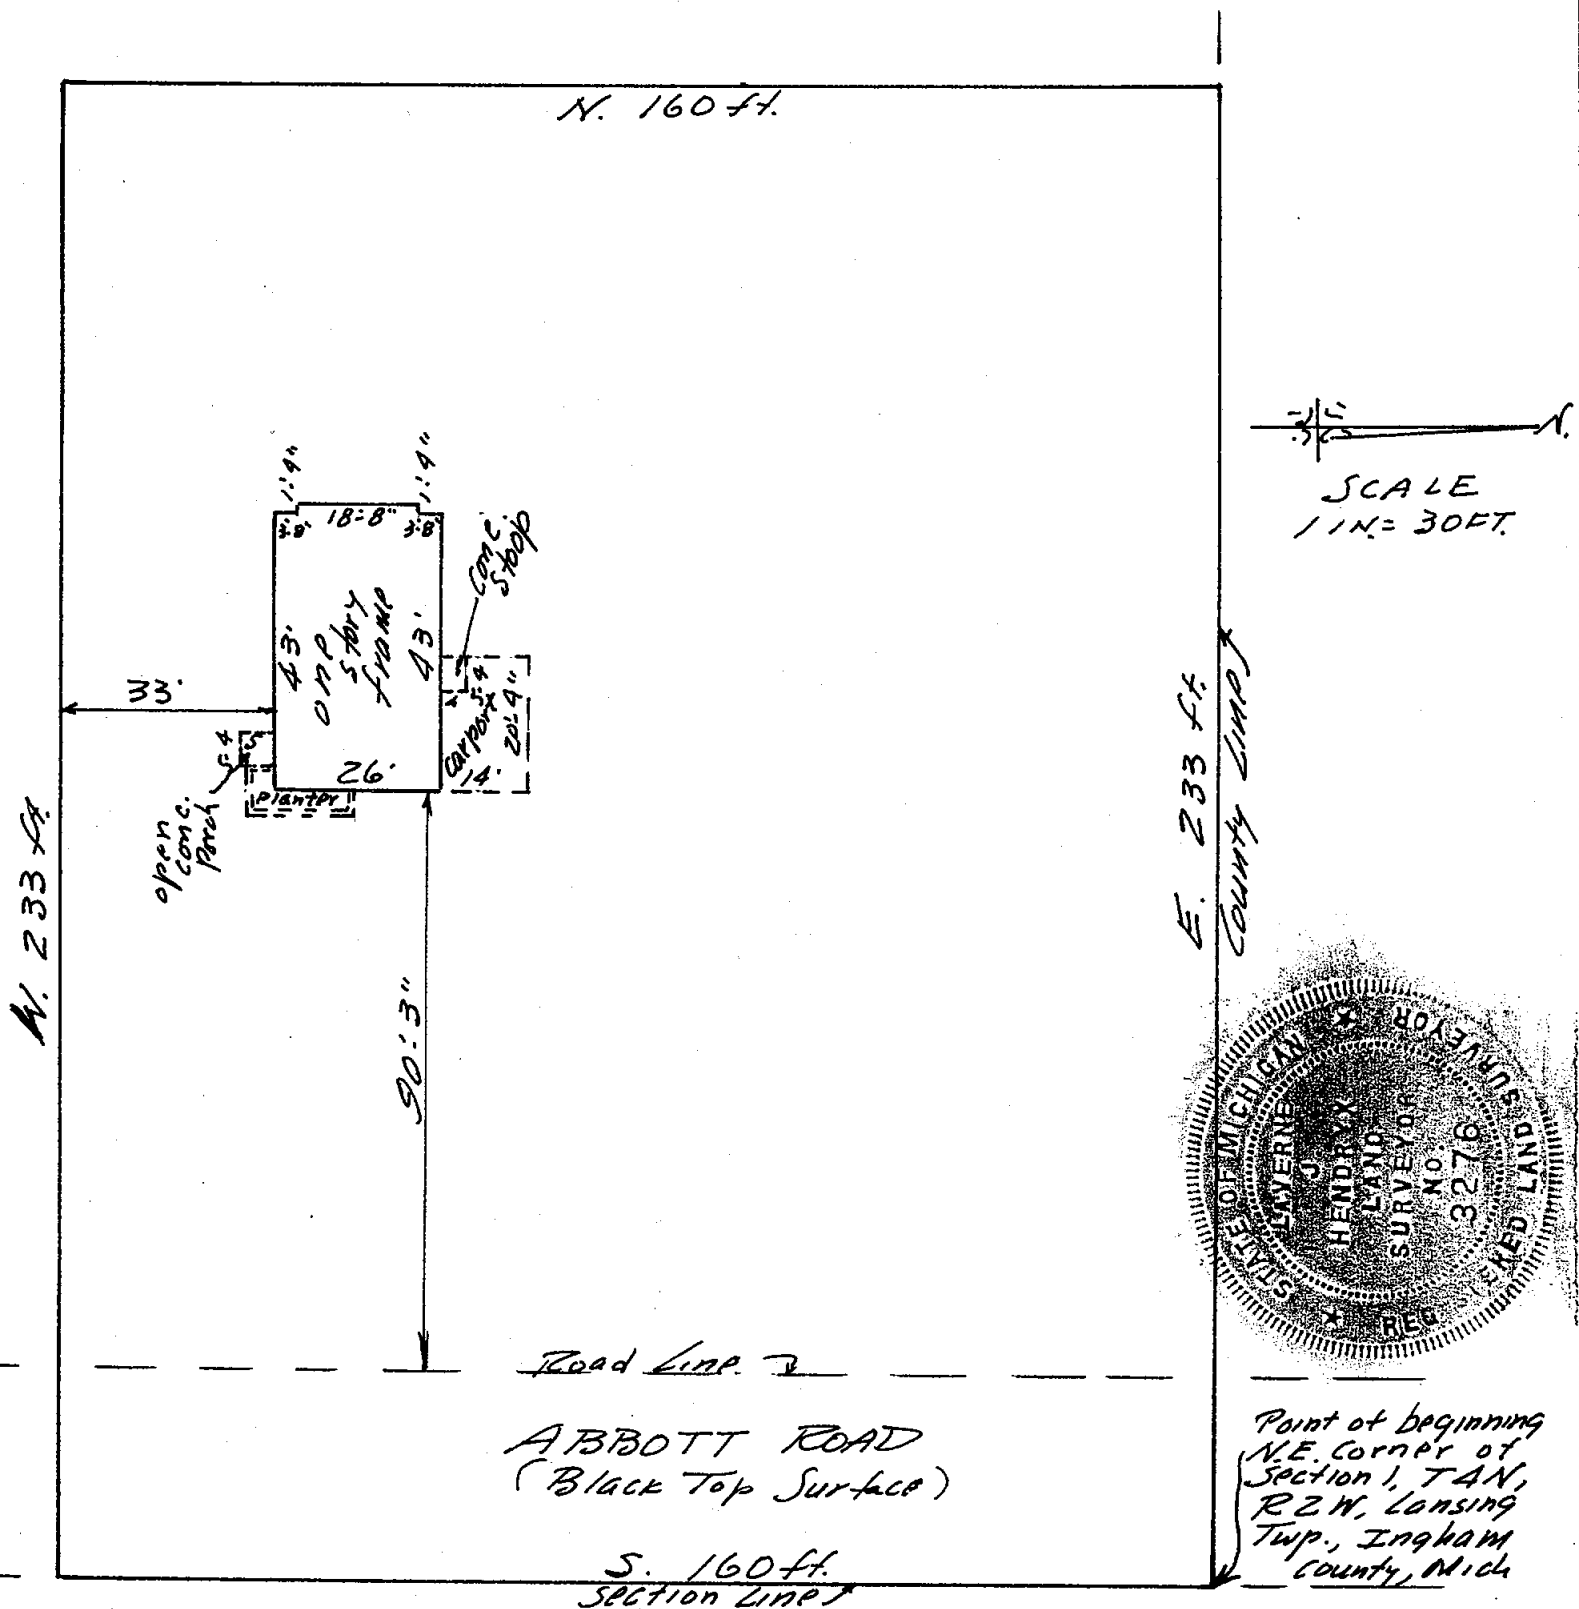 N. 160 ft.
N.
SCALE
1 IN. = 30FT.
1'-4"
1'-4"
3'-8"
18'-8"
3'-8"
Conc.
Stoop
43'
one
Story
frame
43'
33'
5'-4
5'
5'-4
Carport
20'-4"
14'
26'
planter
open
conc.
Porch
W. 233 ft.
E. 233 ft.
County Line
90'-3"
STATE OF MICHIGAN
LAVERNE
J.
HENDRYX
LAND
SURVEYOR
NO.
3276
LAND SURVEYOR
Road Line
ABBOTT ROAD
(Black Top Surface)
S. 160 ft.
Section Line
Point of beginning
N.E. Corner of
Section 1, T4N,
R2W, Lansing
Twp., Ingham
County, Mich